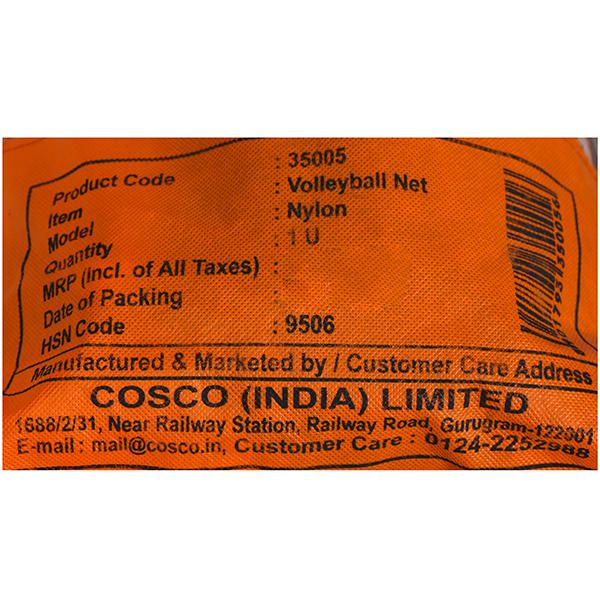 Product Code : 35005
Item : Volleyball Net
Model : Nylon
Quantity : 1 U
MRP (Incl. of All Taxes) :
Date of Packing :
HSN Code : 9506
Manufactured & Marketed by / Customer Care Address
COSCO (INDIA) LIMITED
1688/2/31, Near Railway Station, Railway Road, Gurugram-122001
E-mail : mail@cosco.in, Customer Care : 0124-2252988